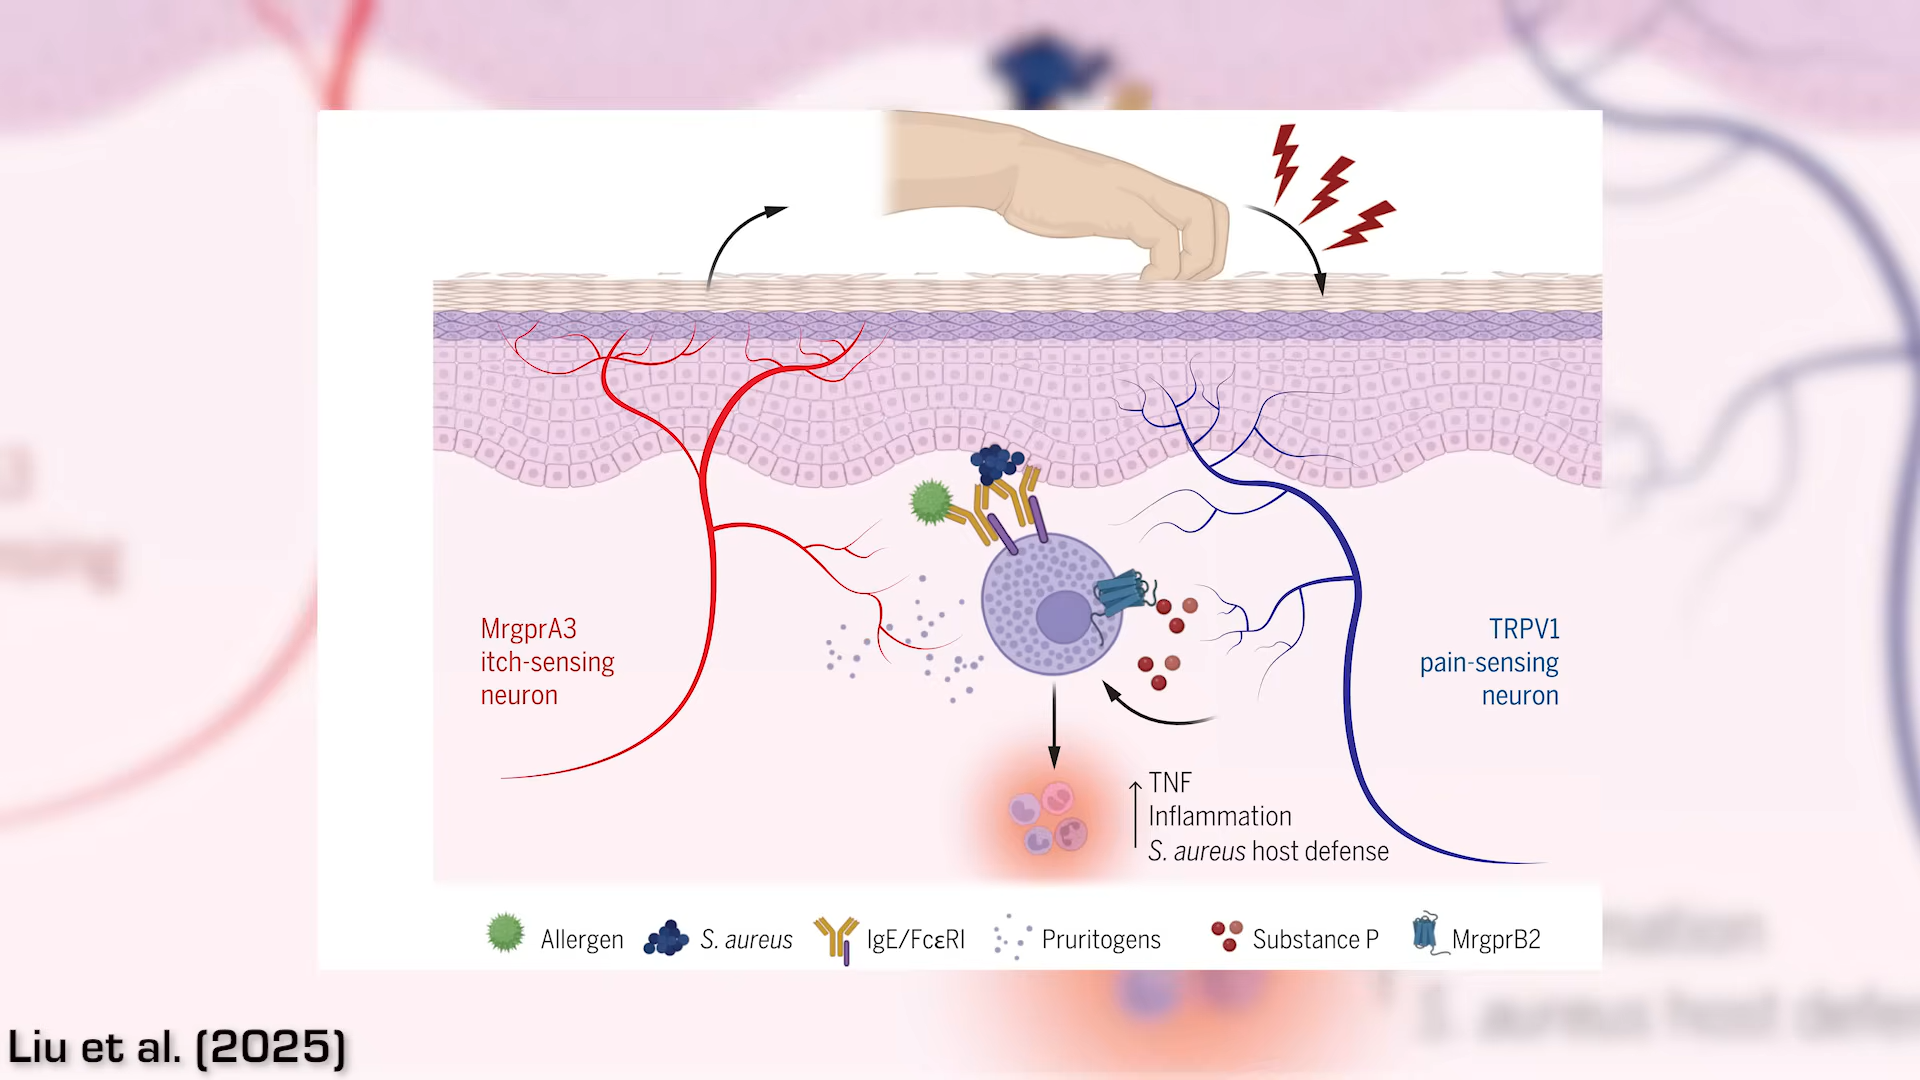 MrgprA3
itch-sensing
neuron
TRPV1
pain-sensing
neuron
TNF
Inflammation
S. aureus host defense
Allergen
S. aureus
IgE/FcεRI
Pruritogens
Substance P
MrgprB2
Liu et al. (2025)